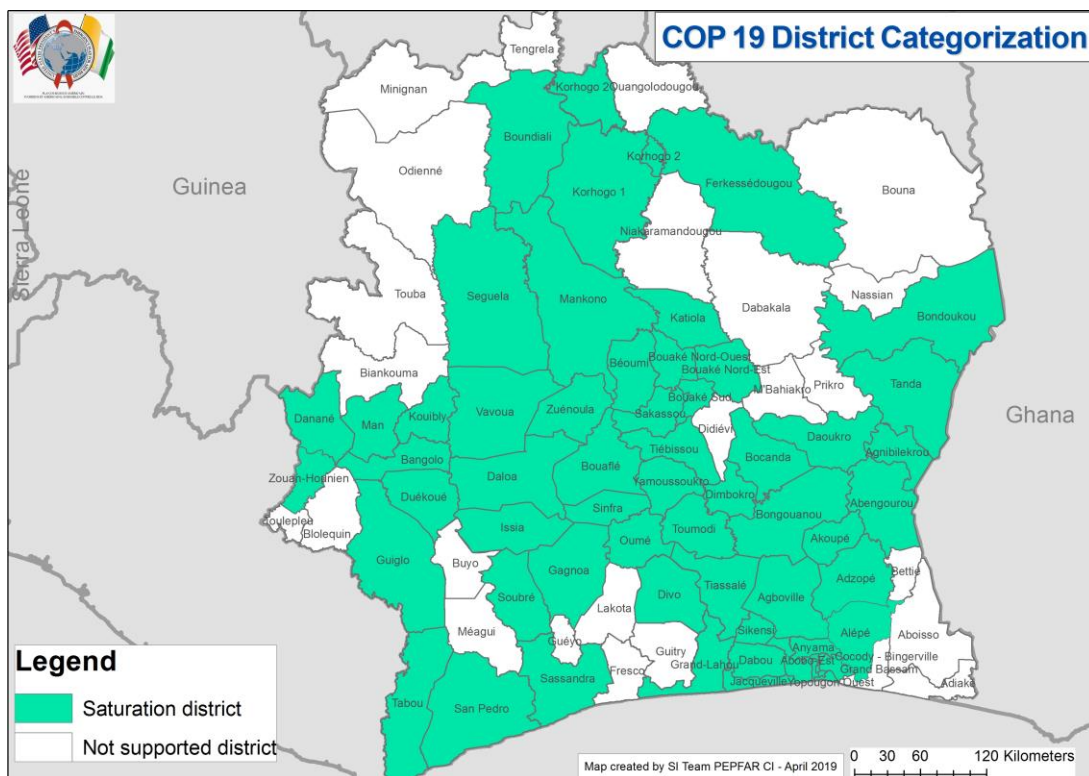 COP 19 District Categorization
Tengrela
Minignan
Korhogo 2
Ouangolodougou
Boundiali
Korhogo 2
Odienné
Ferkessédougou
Guinea
Korhogo 1
Bouna
Niakaramandougou
Sierra Leone
Touba
Seguela
Mankono
Dabakala
Nassian
Katiola
Bondoukou
Biankouma
Béoumi
Bouaké Nord-Ouest
Bouaké Nord-Est
M'Bahiakro
Prikro
Tanda
Danané
Man
Kouibly
Vavoua
Zuénoula
Bouaké Sud
Sakassou
Didiévi
Ghana
Daoukro
Agnibilekrou
Tiébissou
Bocanda
Bangolo
Zouan-Hounien
Daloa
Bouaflé
Yamoussoukro
Dimbokro
Abengourou
Duékoué
Sinfra
Bongouanou
Toulepleu
Blolequin
Issia
Oumé
Toumodi
Akoupé
Guiglo
Buyo
Gagnoa
Bettié
Adzopé
Soubré
Lakota
Divo
Tiassalé
Agboville
Méagui
Guéyo
Sikensi
Alépé
Aboisso
Guitry
Anyama
Fresco
Grand-Lahou
Dabou
Abobo-Est
Cocody - Bingerville
Grand Bassam
Sassandra
Jacqueville
Yopougon Ouest
Adiaké
Tabou
San Pedro
Legend
Saturation district
Not supported district
Map created by SI Team PEPFAR CI - April 2019
0 30 60 120 Kilometers